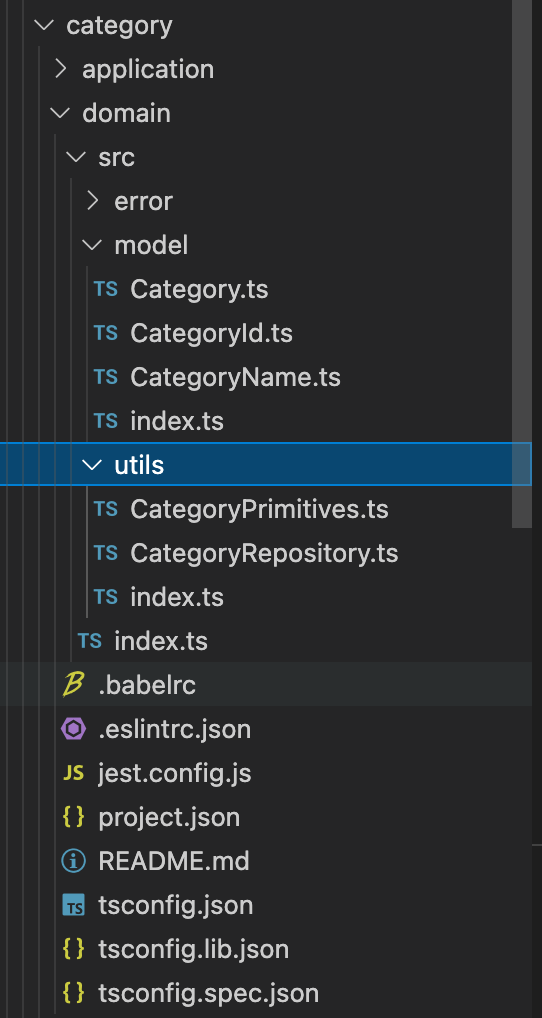 category
application
domain
src
error
model
TS Category.ts
TS CategoryId.ts
TS CategoryName.ts
TS index.ts
utils
TS CategoryPrimitives.ts
TS CategoryRepository.ts
TS index.ts
TS index.ts
.babelrc
.eslintrc.json
JS jest.config.js
{} project.json
README.md
TS tsconfig.json
{} tsconfig.lib.json
{} tsconfig.spec.json